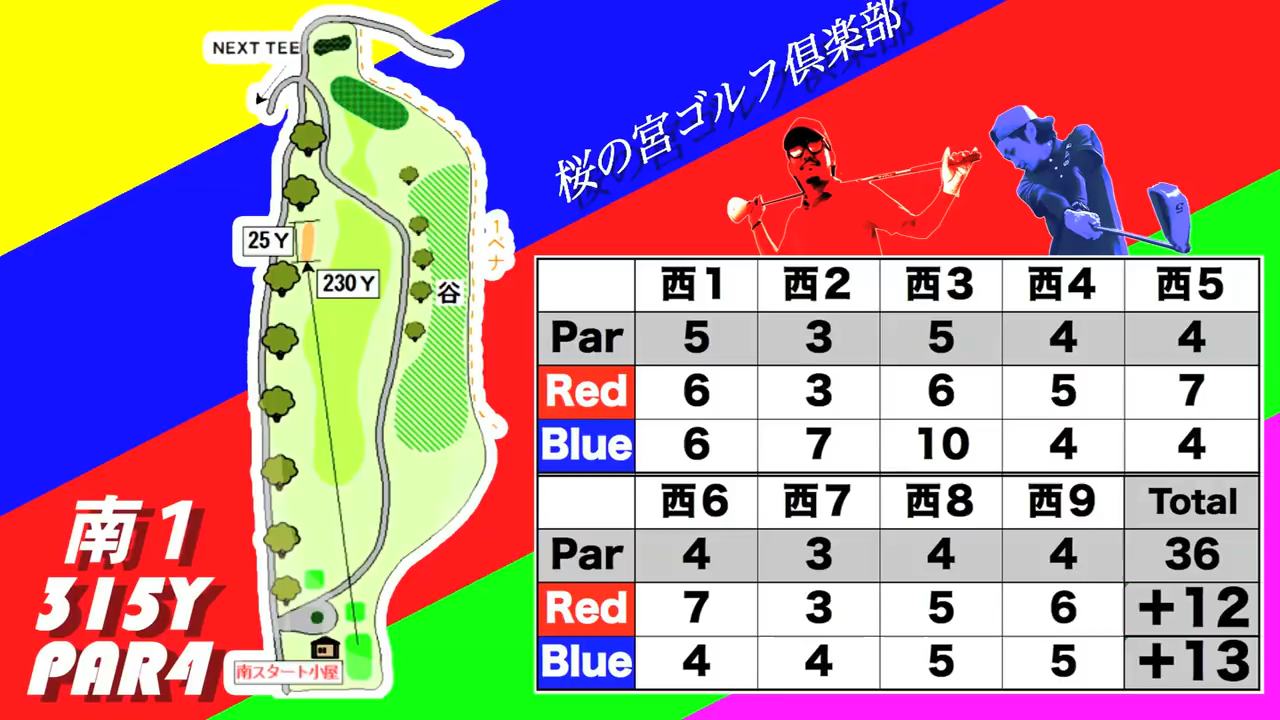 NEXT TEE
桜の宮ゴルフ倶楽部
25Y
230Y
谷
1ペナ
南スタート小屋
南1
315Y
PAR4
西1 西2 西3 西4 西5
Par 5 3 5 4 4
Red 6 3 6 5 7
Blue 6 7 10 4 4
西6 西7 西8 西9 Total
Par 4 3 4 4 36
Red 7 3 5 6 +12
Blue 4 4 5 5 +13